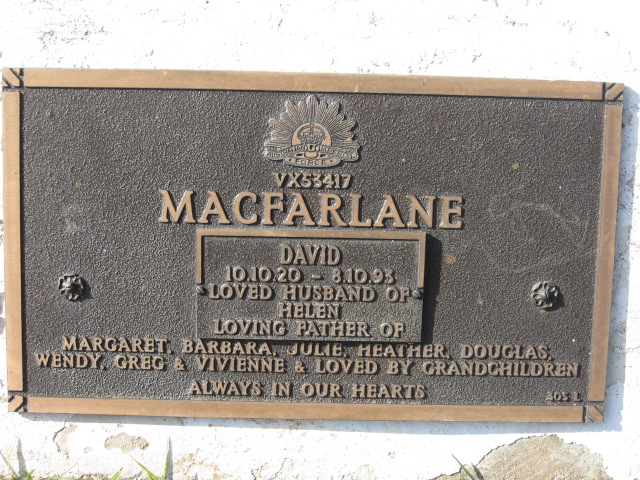 VX53417
MACFARLANE
DAVID
10.10.20 - 8.10.93
LOVED HUSBAND OF
HELEN
LOVING FATHER OF
MARGARET, BARBARA, JULIE, HEATHER, DOUGLAS,
WENDY, GREG & VIVIENNE & LOVED BY GRANDCHILDREN
ALWAYS IN OUR HEARTS